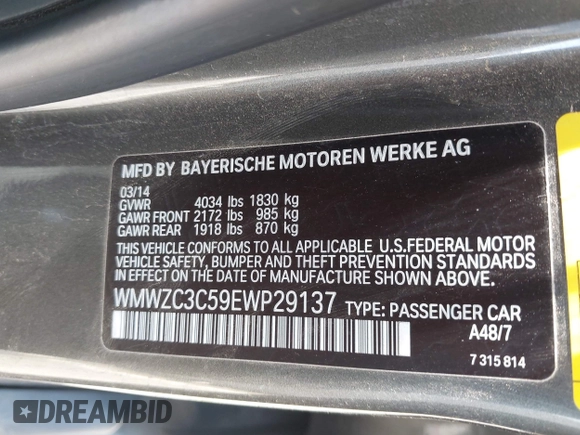 MFD BY BAYERISCHE MOTOREN WERKE AG
03/14
GVWR 4034 lbs 1830 kg
GAWR FRONT 2172 lbs 985 kg
GAWR REAR 1918 lbs 870 kg
THIS VEHICLE CONFORMS TO ALL APPLICABLE U.S.FEDERAL MOTOR
VEHICLE SAFETY, BUMPER AND THEFT PREVENTION STANDARDS
IN EFFECT ON THE DATE OF MANUFACTURE SHOWN ABOVE.
WMWZC3C59EWP29137 TYPE: PASSENGER CAR
A48/7
7 315 814
DREAMBID